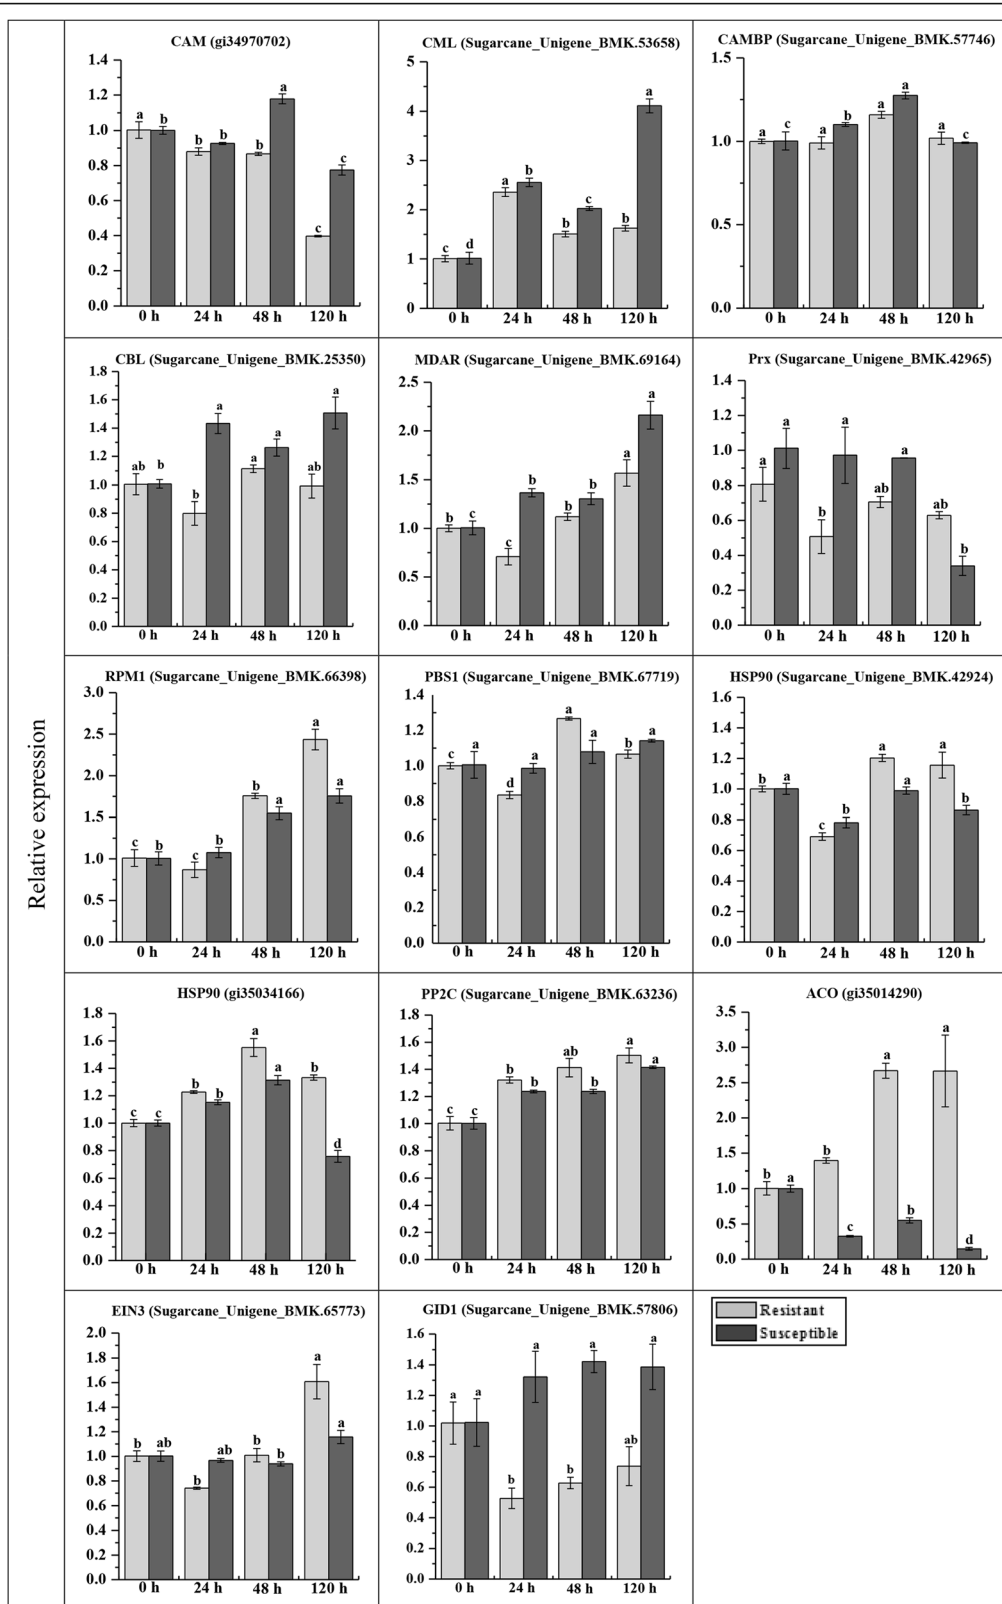 Relative expression
CAM (gi34970702)
1.4
1.2
1.0
0.8
0.6
0.4
0.2
0.0
a b
b b
b a
c c
0 h 24 h 48 h 120 h
CML (Sugarcane_Unigene_BMK.53658)
5
4
3
2
1
0
c d
a b
b c
b a
0 h 24 h 48 h 120 h
CAMBP (Sugarcane_Unigene_BMK.57746)
1.5
1.0
0.5
0.0
a c
a b
a a
a c
0 h 24 h 48 h 120 h
CBL (Sugarcane_Unigene_BMK.25350)
1.8
1.6
1.4
1.2
1.0
0.8
0.6
0.4
0.2
0.0
ab b
b a
a a
ab a
0 h 24 h 48 h 120 h
MDAR (Sugarcane_Unigene_BMK.69164)
2.5
2.0
1.5
1.0
0.5
0.0
b c
c b
b b
a a
0 h 24 h 48 h 120 h
Prx (Sugarcane_Unigene_BMK.42965)
1.4
1.2
1.0
0.8
0.6
0.4
0.2
0.0
a a
b a
ab a
ab b
0 h 24 h 48 h 120 h
RPM1 (Sugarcane_Unigene_BMK.66398)
3.0
2.5
2.0
1.5
1.0
0.5
0.0
c b
c b
b a
a a
0 h 24 h 48 h 120 h
PBS1 (Sugarcane_Unigene_BMK.67719)
1.4
1.2
1.0
0.8
0.6
0.4
0.2
0.0
c a
d a
a a
b a
0 h 24 h 48 h 120 h
HSP90 (Sugarcane_Unigene_BMK.42924)
1.6
1.4
1.2
1.0
0.8
0.6
0.4
0.2
0.0
b a
c b
a a
a b
0 h 24 h 48 h 120 h
HSP90 (gi35034166)
1.8
1.6
1.4
1.2
1.0
0.8
0.6
0.4
0.2
0.0
c c
b b
a a
b d
0 h 24 h 48 h 120 h
PP2C (Sugarcane_Unigene_BMK.63236)
1.8
1.6
1.4
1.2
1.0
0.8
0.6
0.4
0.2
0.0
c c
b b
ab b
a a
0 h 24 h 48 h 120 h
ACO (gi35014290)
3.5
3.0
2.5
2.0
1.5
1.0
0.5
0.0
b a
b c
a b
a d
0 h 24 h 48 h 120 h
EIN3 (Sugarcane_Unigene_BMK.65773)
2.0
1.8
1.6
1.4
1.2
1.0
0.8
0.6
0.4
0.2
0.0
b ab
b ab
b b
a a
0 h 24 h 48 h 120 h
GID1 (Sugarcane_Unigene_BMK.57806)
1.6
1.4
1.2
1.0
0.8
0.6
0.4
0.2
0.0
a a
b a
b a
ab a
0 h 24 h 48 h 120 h
Resistant
Susceptible